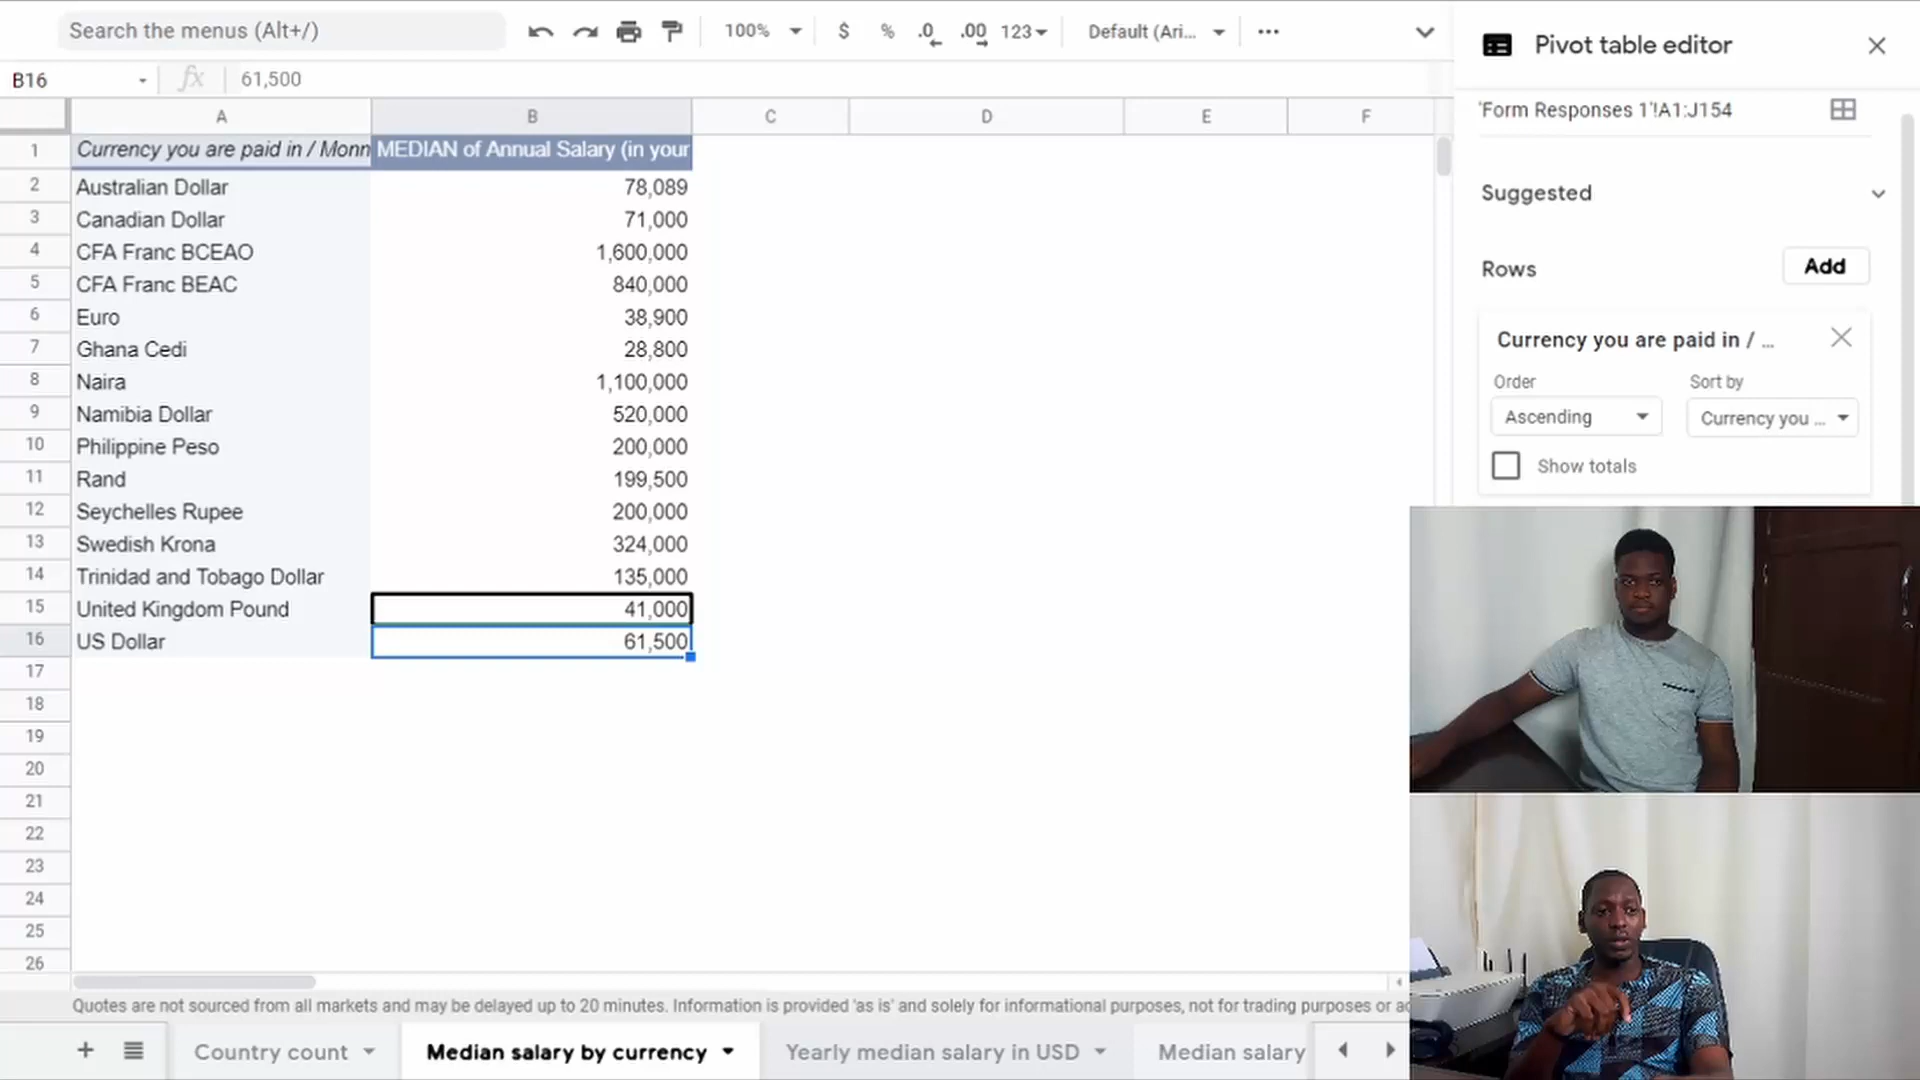 Search the menus (Alt+/)
100%
$
%
.0
.00
123
Default (Ari...
B16
fx
61,500
A
B
C
D
E
F
1
Currency you are paid in / Monn
MEDIAN of Annual Salary (in your
2
Australian Dollar
78,089
3
Canadian Dollar
71,000
4
CFA Franc BCEAO
1,600,000
5
CFA Franc BEAC
840,000
6
Euro
38,900
7
Ghana Cedi
28,800
8
Naira
1,100,000
9
Namibia Dollar
520,000
10
Philippine Peso
200,000
11
Rand
199,500
12
Seychelles Rupee
200,000
13
Swedish Krona
324,000
14
Trinidad and Tobago Dollar
135,000
15
United Kingdom Pound
41,000
16
US Dollar
61,500
17
18
19
20
21
22
23
24
25
26
Quotes are not sourced from all markets and may be delayed up to 20 minutes. Information is provided 'as is' and solely for informational purposes, not for trading purposes or ac
Country count
Median salary by currency
Yearly median salary in USD
Median salary
Pivot table editor
'Form Responses 1'!A1:J154
Suggested
Rows
Add
Currency you are paid in / ...
Order
Sort by
Ascending
Currency you ...
Show totals